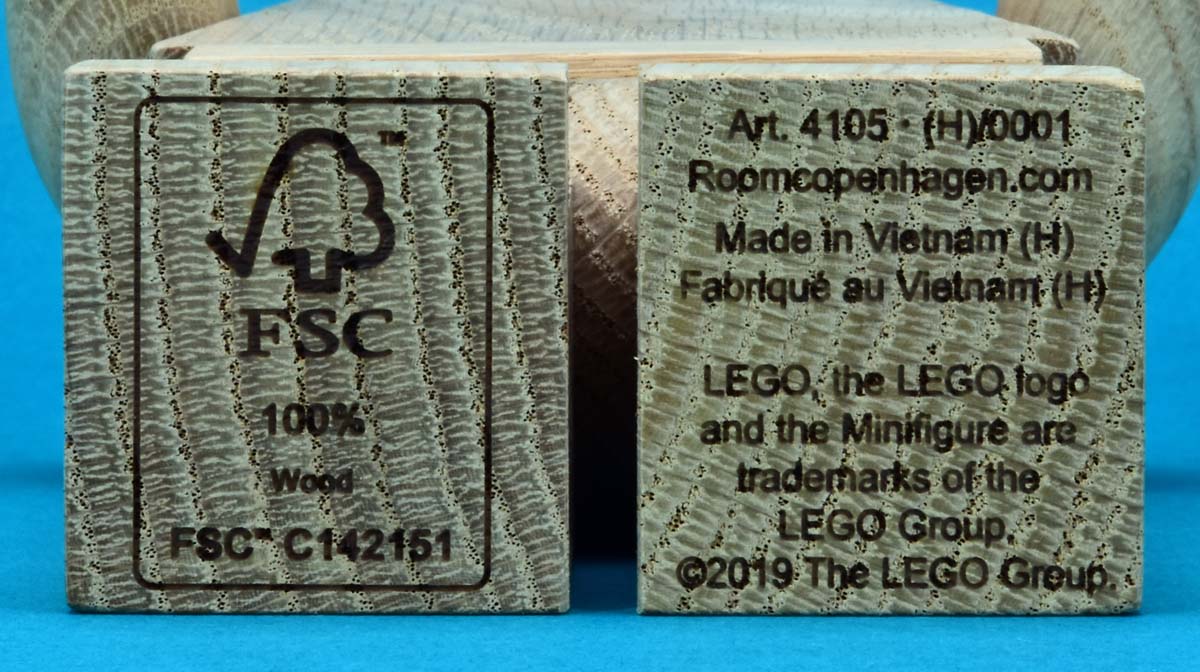 TM
FSC
100%
Wood
FSC™ C142151
Art. 4105 · (H)/0001
Roomcopenhagen.com
Made in Vietnam (H)
Fabriqué au Vietnam (H)
LEGO, the LEGO logo
and the Minifigure are
trademarks of the
LEGO Group.
©2019 The LEGO Group.